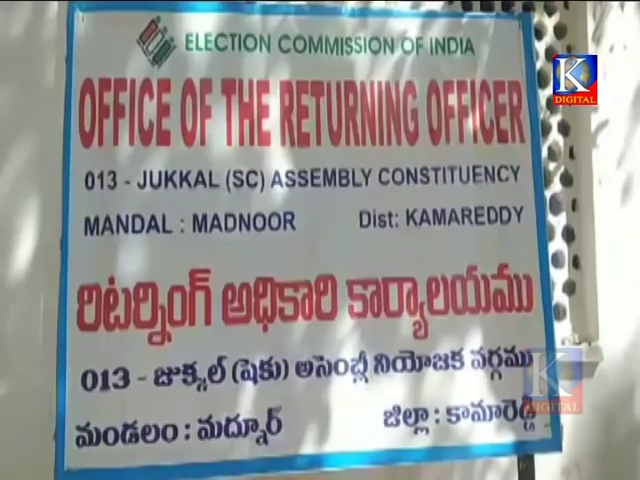 ELECTION COMMISSION OF INDIA
OFFICE OF THE RETURNING OFFICER
013 - JUKKAL (SC) ASSEMBLY CONSTITUENCY
MANDAL : MADNOOR Dist: KAMAREDDY
రిటర్నింగ్ అధికారి కార్యాలయము
013 - జుక్కల్ (షెకు) అసెంబ్లీ నియోజక వర్గము
మండలం : మద్నూర్ జిల్లా : కామారెడ్డి
K
DIGITAL
K
DIGITAL